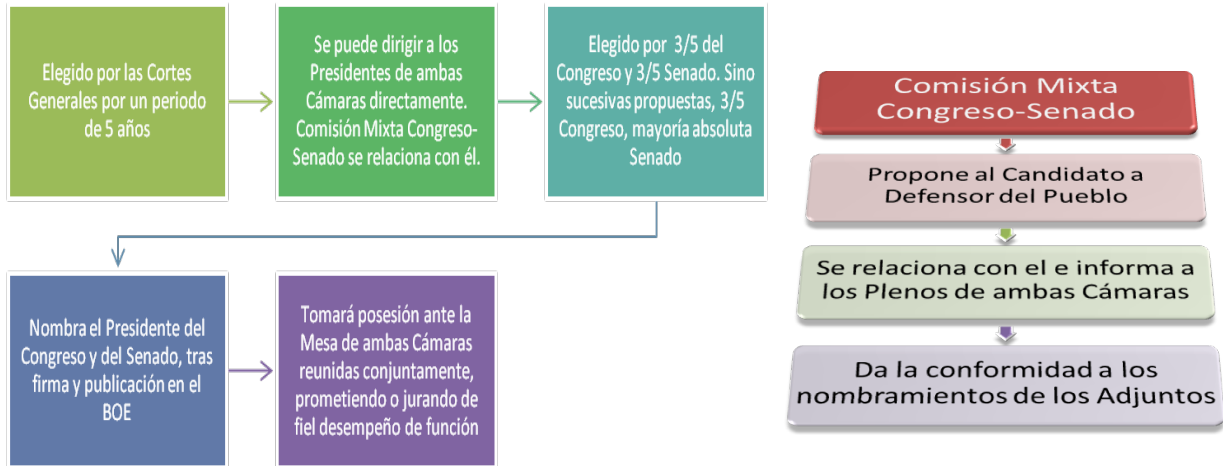 Elegido por las Cortes
Generales por un periodo
de 5 años
Se puede dirigir a los
Presidentes de ambas
Cámaras directamente.
Comisión Mixta Congreso-
Senado se relaciona con él.
Elegido por 3/5 del
Congreso y 3/5 Senado. Sino
sucesivas propuestas, 3/5
Congreso, mayoría absoluta
Senado
Nombra el Presidente del
Congreso y del Senado, tras
firma y publicación en el
BOE
Tomará posesión ante la
Mesa de ambas Cámaras
reunidas conjuntamente,
prometiendo o jurando de
fiel desempeño de función
Comisión Mixta
Congreso-Senado
Propone al Candidato a
Defensor del Pueblo
Se relaciona con el e informa a
los Plenos de ambas Cámaras
Da la conformidad a los
nombramientos de los Adjuntos